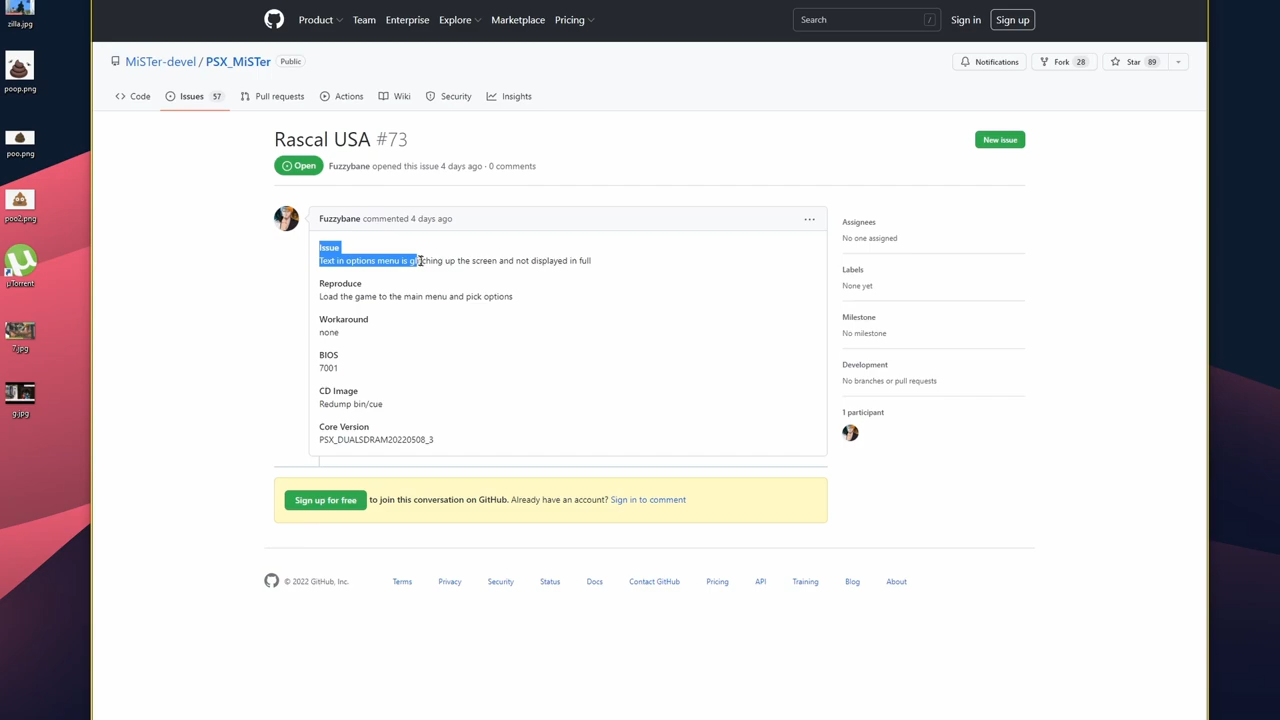 zilla.jpg
poop.png
poo.png
poo2.png
µTorrent
7.jpg
g.jpg
Product
Team
Enterprise
Explore
Marketplace
Pricing
Search
/
Sign in
Sign up
MiSTer-devel / PSX_MiSTer
Public
Notifications
Fork 28
Star 89
Code
Issues 57
Pull requests
Actions
Wiki
Security
Insights
Rascal USA #73
New issue
Open
Fuzzybane opened this issue 4 days ago · 0 comments
Fuzzybane commented 4 days ago
...
Issue
Text in options menu is glitching up the screen and not displayed in full
Reproduce
Load the game to the main menu and pick options
Workaround
none
BIOS
7001
CD Image
Redump bin/cue
Core Version
PSX_DUALSDRAM20220508_3
Assignees
No one assigned
Labels
None yet
Milestone
No milestone
Development
No branches or pull requests
1 participant
Sign up for free to join this conversation on GitHub. Already have an account? Sign in to comment
© 2022 GitHub, Inc.
Terms
Privacy
Security
Status
Docs
Contact GitHub
Pricing
API
Training
Blog
About